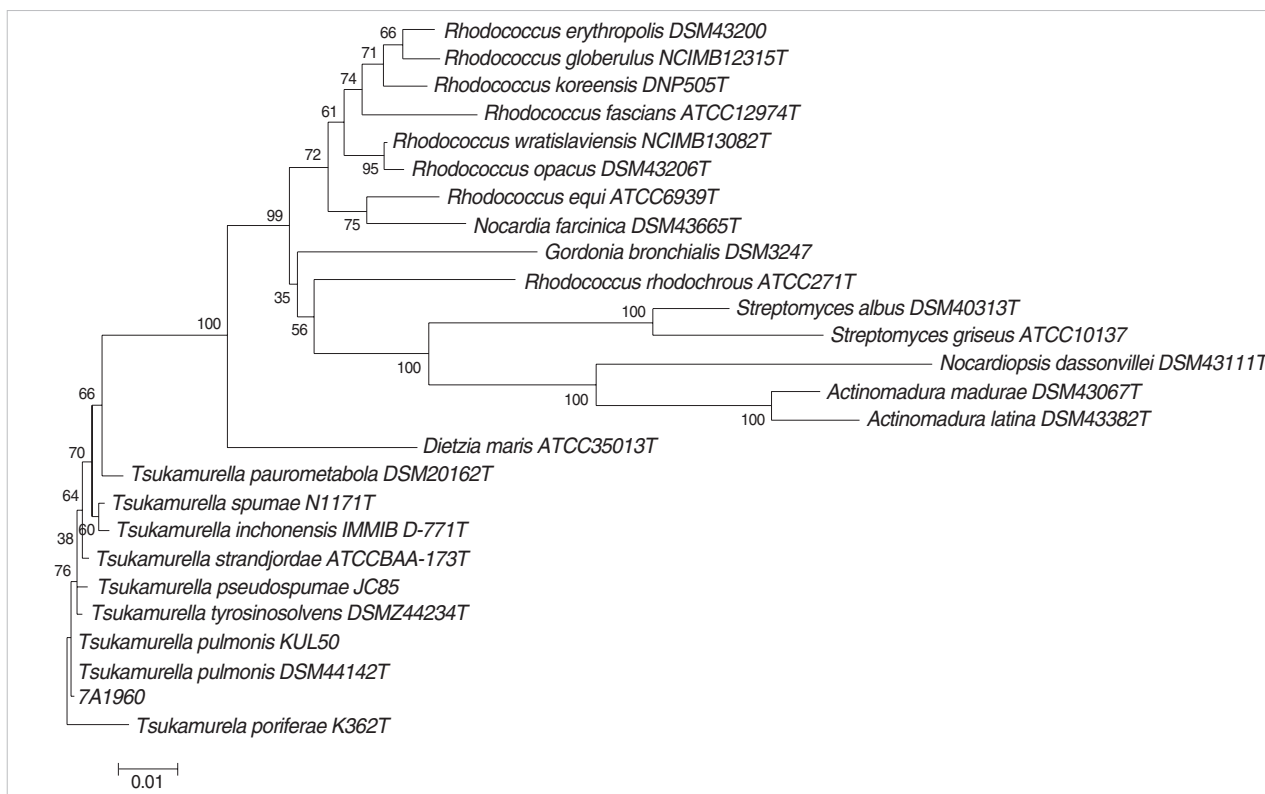 66
Rhodococcus erythropolis DSM43200
71
Rhodococcus globerulus NCIMB12315T
74
Rhodococcus koreensis DNP505T
61
Rhodococcus fascians ATCC12974T
Rhodococcus wratislaviensis NCIMB13082T
72
95
Rhodococcus opacus DSM43206T
Rhodococcus equi ATCC6939T
99
75
Nocardia farcinica DSM43665T
Gordonia bronchialis DSM3247
35
Rhodococcus rhodochrous ATCC271T
100
Streptomyces albus DSM40313T
100
56
Streptomyces griseus ATCC10137
100
Nocardiopsis dassonvillei DSM43111T
100
Actinomadura madurae DSM43067T
66
100
Actinomadura latina DSM43382T
Dietzia maris ATCC35013T
70
Tsukamurella paurometabola DSM20162T
64
Tsukamurella spumae N1171T
60
Tsukamurella inchonensis IMMIB D-771T
38
Tsukamurella strandjordae ATCCBAA-173T
76
Tsukamurella pseudospumae JC85
Tsukamurella tyrosinosolvens DSMZ44234T
Tsukamurella pulmonis KUL50
Tsukamurella pulmonis DSM44142T
7A1960
Tsukamurela poriferae K362T
0.01